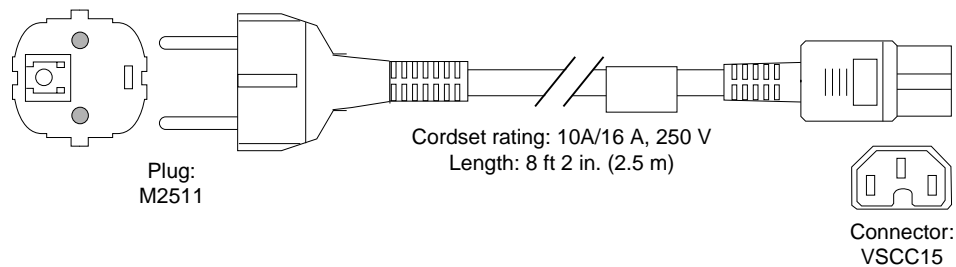 Cordset rating: 10A/16 A, 250 V
Length: 8 ft 2 in. (2.5 m)
Plug:
M2511
Connector:
VSCC15